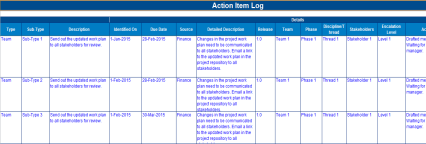 Action Item Log
Details
Type Sub Type Description Identified On Due Date Source Detailed Description Release Team Phase Discipline/T hread Stakeholders Escalation Level
Team Sub-Type 1 Send out the updated work plan to all stakeholders for review. 1-Jan-2015 28-Feb-2015 Finance Changes in the project work plan need to be communicated to all stakeholders. Email a link to the updated work plan in the project repository to all stakeholders. 1.0 Team 1 Phase 1 Thread 1 Stakeholder 1 Level 1 Drafted me Waiting for manager.
Team Sub-Type 2 Send out the updated work plan to all stakeholders for review. 1-Feb-2015 28-Feb-2015 Finance Changes in the project work plan need to be communicated to all stakeholders. Email a link to the updated work plan in the project repository to all stakeholders. 1.0 Team 1 Phase 1 Thread 1 Stakeholder 1 Level 1 Drafted me Waiting for manager.
Team Sub-Type 3 Send out the updated work plan to all stakeholders for review. 1-Feb-2015 30-Mar-2015 Finance Changes in the project work plan need to be communicated to all stakeholders. Email a link to the updated work plan in the project repository to all 1.0 Team 1 Phase 1 Thread 1 Stakeholder 1 Level 1 Drafted me Waiting for manager.